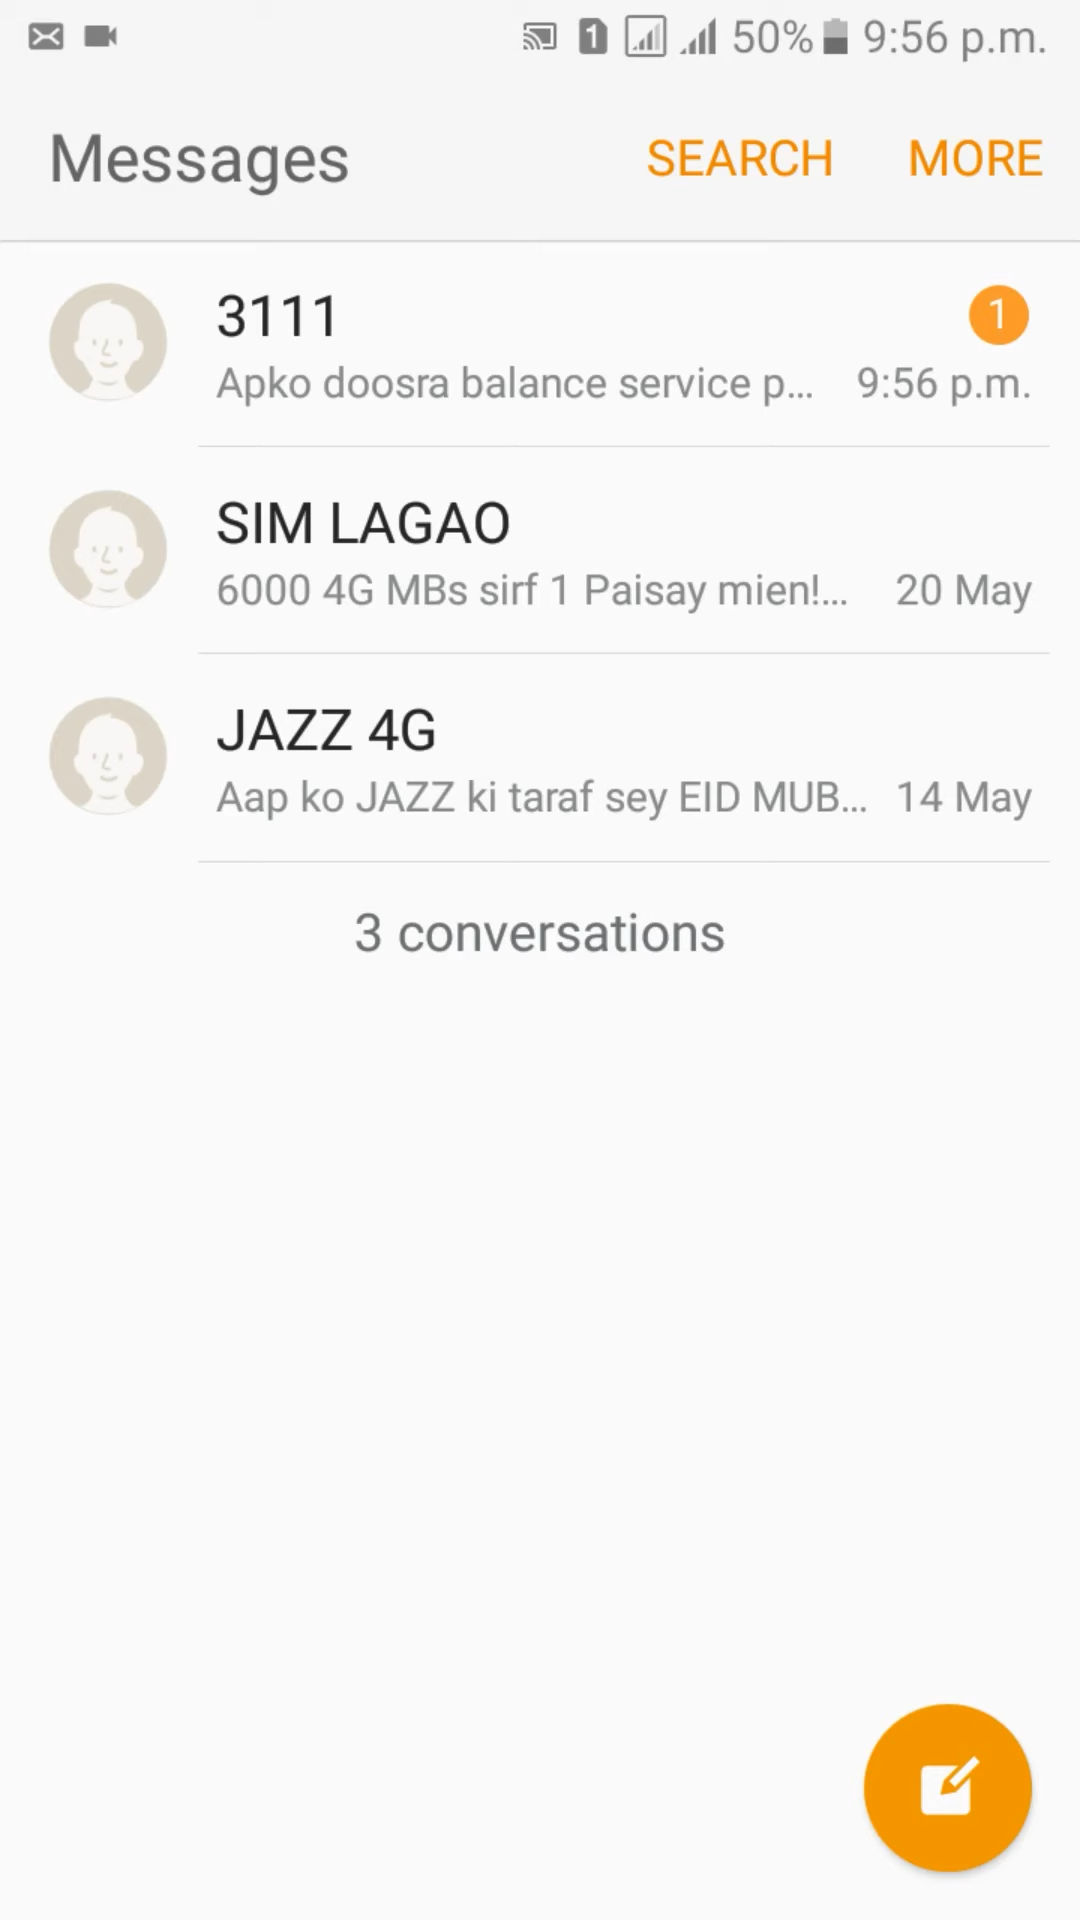 1 50% 9:56 p.m.
Messages SEARCH MORE
3111 1
Apko doosra balance service p... 9:56 p.m.
SIM LAGAO
6000 4G MBs sirf 1 Paisay mien!... 20 May
JAZZ 4G
Aap ko JAZZ ki taraf sey EID MUB... 14 May
3 conversations